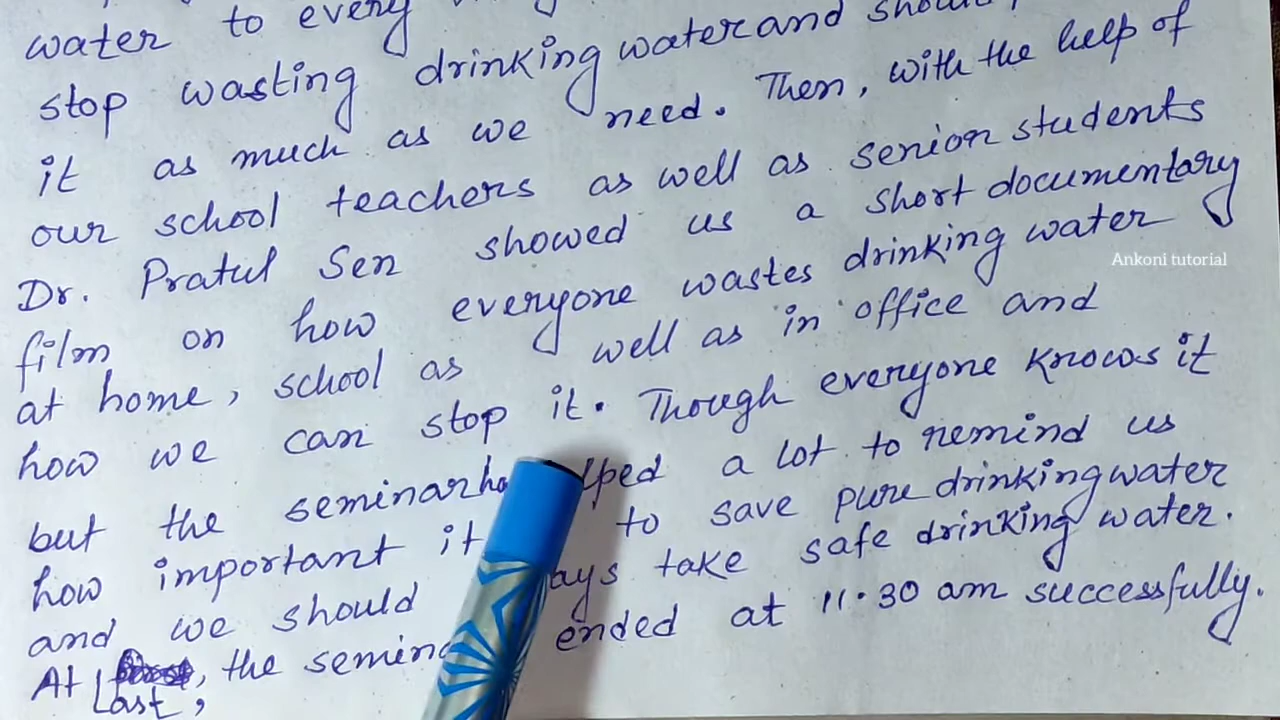 water to every
stop wasting drinking water and
it as much as we need. Then, with the help of
our school teachers as well as senior students
Dr. Pratul Sen showed us a short documentary
film on how everyone wastes drinking water
at home, school as well as in office and
how we can stop it. Though everyone knows it
but the seminar a lot to remind us
how important it to save pure drinking water
and we should take safe drinking water.
At Last, the ended at 11.30 am successfully.
Ankoni tutorial